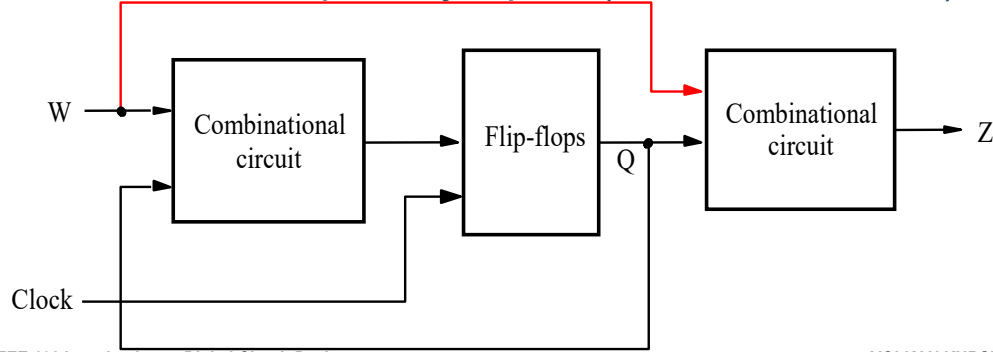 W
Combinational
circuit
Flip-flops
Q
Combinational
circuit
Z
Clock